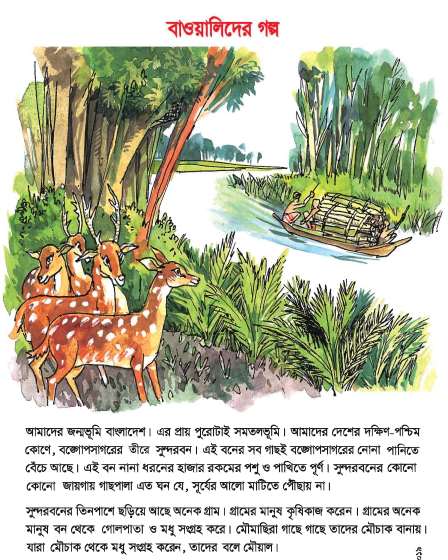 বাওয়ালিদের গল্প
আমাদের জন্মভূমি বাংলাদেশ। এর প্রায় পুরোটাই সমতলভূমি। আমাদের দেশের দক্ষিণ-পশ্চিম
কোণে, বঙ্গোপসাগরের তীরে সুন্দরবন। এই বনের সব গাছই বঙ্গোপসাগরের নোনা পানিতে
বেঁচে আছে। এই বন নানা ধরনের হাজার রকমের পশু ও পাখিতে পূর্ণ। সুন্দরবনের কোনো
কোনো জায়গায় গাছপালা এত ঘন যে, সূর্যের আলো মাটিতে পৌঁছায় না।
সুন্দরবনের তিনপাশে ছড়িয়ে আছে অনেক গ্রাম। গ্রামের মানুষ কৃষিকাজ করেন। গ্রামের অনেক
মানুষ বন থেকে গোলপাতা ও মধু সংগ্রহ করে। মৌমাছিরা গাছে গাছে তাদের মৌচাক বানায়।
যারা মৌচাক থেকে মধু সংগ্রহ করেন, তাদের বলে মৌয়াল।